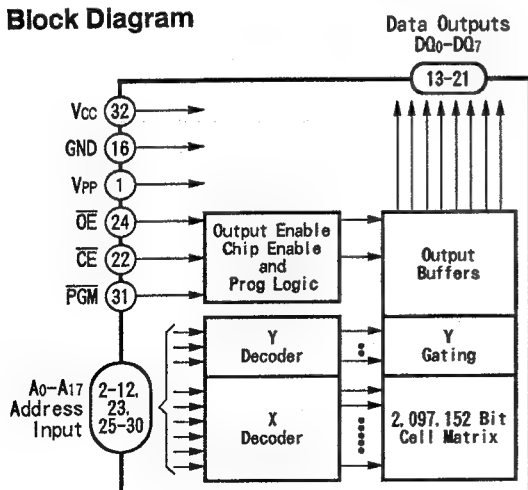 Block Diagram
Data Outputs
DQ0-DQ7
13-21
VCC 32
GND 16
VPP 1
OE 24
CE 22
PGM 31
Output Enable
Chip Enable
and
Prog Logic
Output
Buffers
Y
Decoder
Y
Gating
A0-A17
Address
Input
2-12,
23,
25-30
X
Decoder
2,097,152 Bit
Cell Matrix